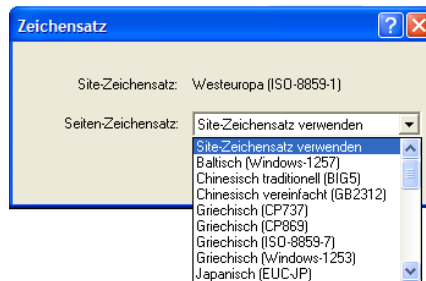 Zeichensatz
Site-Zeichensatz: Westeuropa (ISO-8859-1)
Seiten-Zeichensatz: Site-Zeichensatz verwenden
Site-Zeichensatz verwenden
Baltisch (Windows-1257)
Chinesisch traditionell (BIG5)
Chinesisch vereinfacht (GB2312)
Griechisch (CP737)
Griechisch (CP869)
Griechisch (ISO-8859-7)
Griechisch (Windows-1253)
Japanisch (EUC-JP)